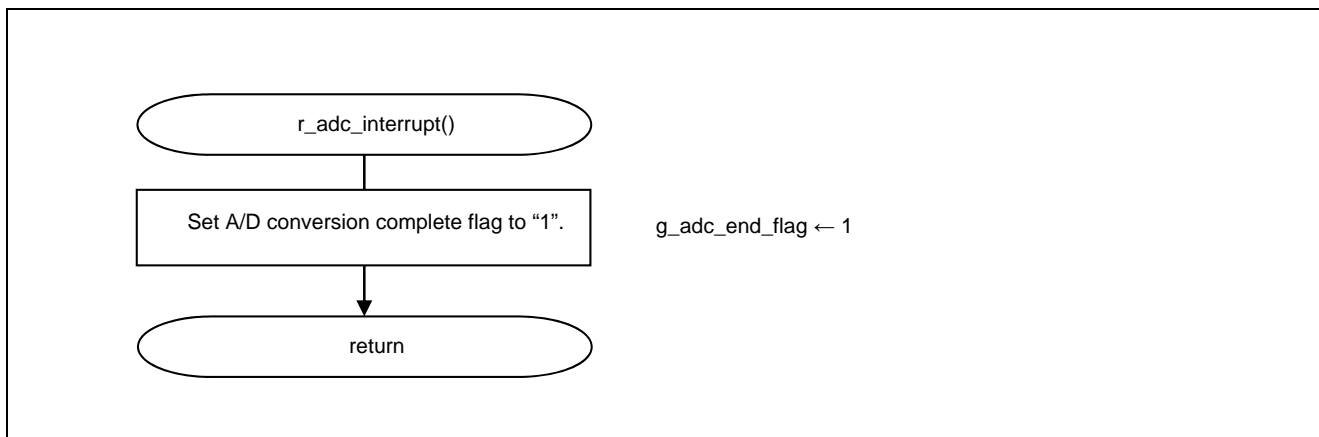 r_adc_interrupt()
Set A/D conversion complete flag to “1”.
g_adc_end_flag ← 1
return